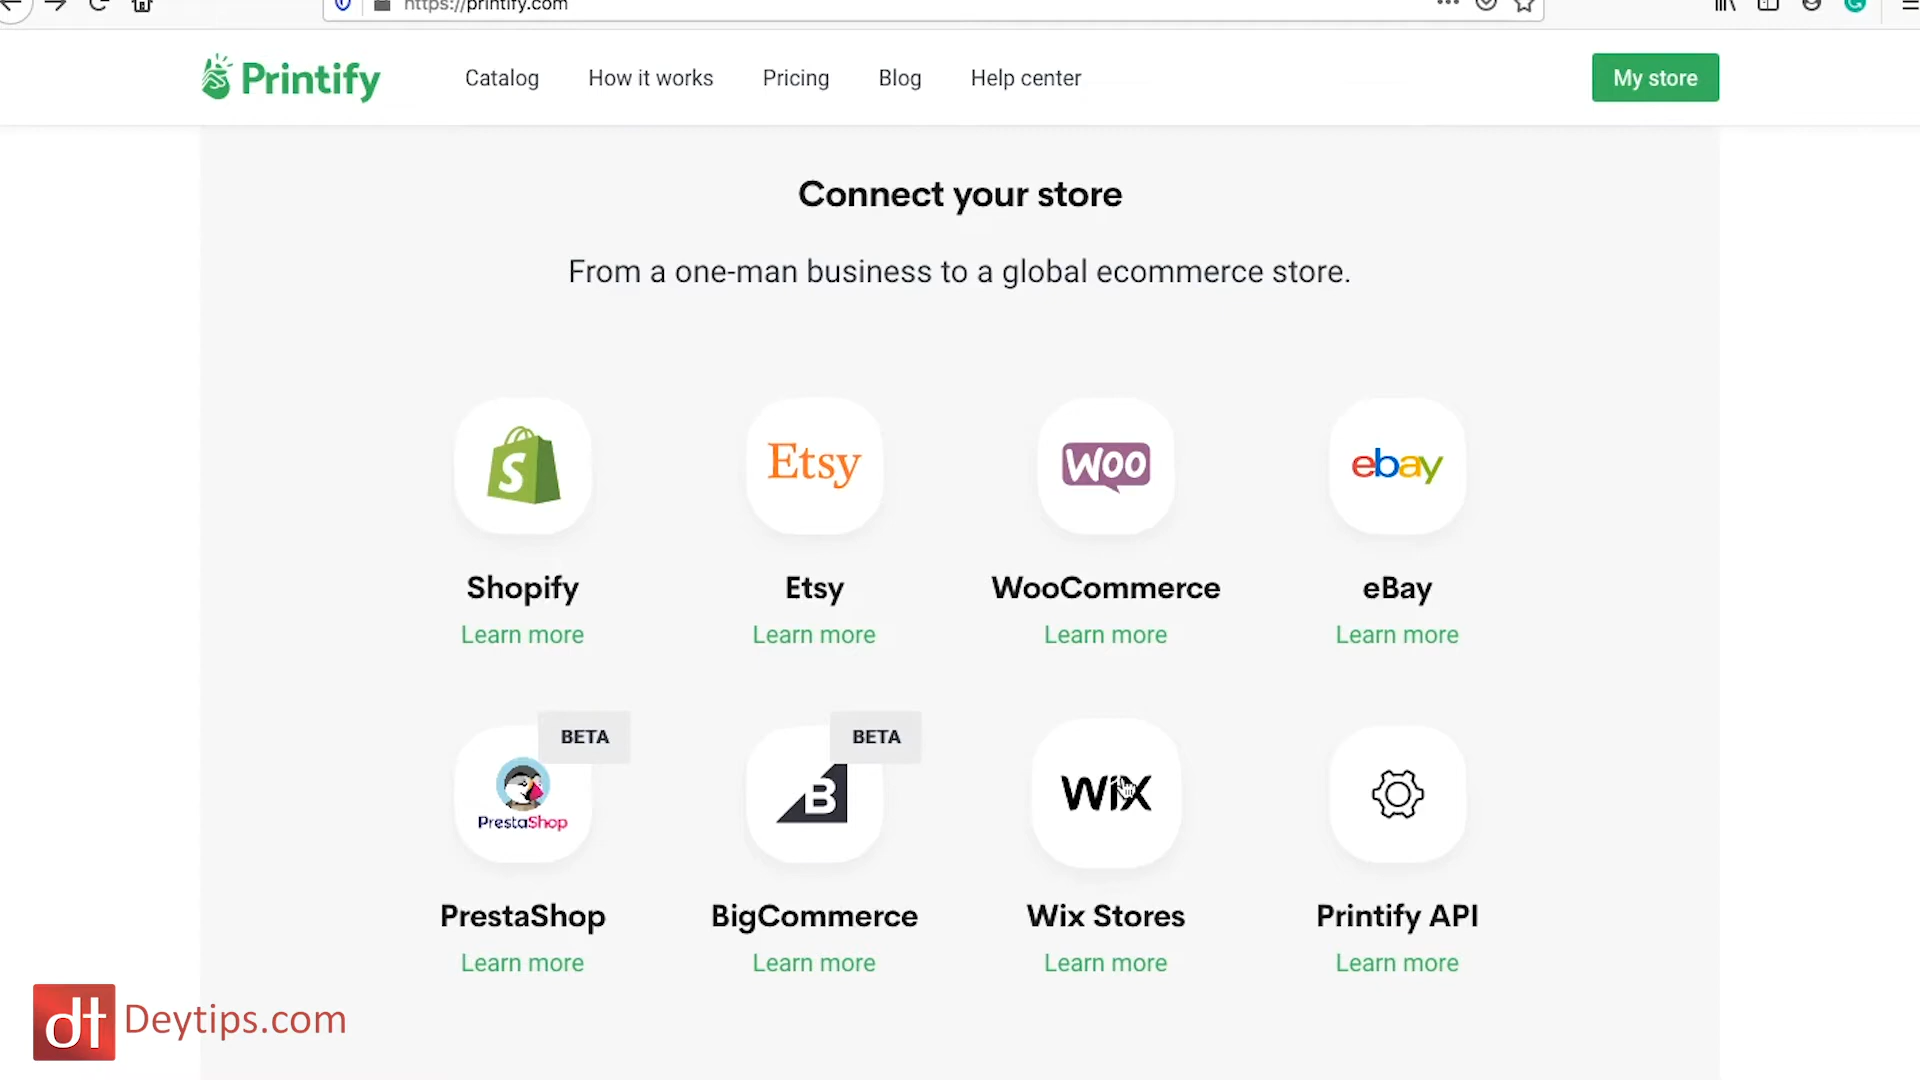 https://printify.com
Printify Catalog How it works Pricing Blog Help center My store
Connect your store
From a one-man business to a global ecommerce store.
S Etsy WOO ebay
Shopify Etsy WooCommerce eBay
Learn more Learn more Learn more Learn more
BETA BETA
PrestaShop B WIX
PrestaShop BigCommerce Wix Stores Printify API
Learn more Learn more Learn more Learn more
dt Deytips.com